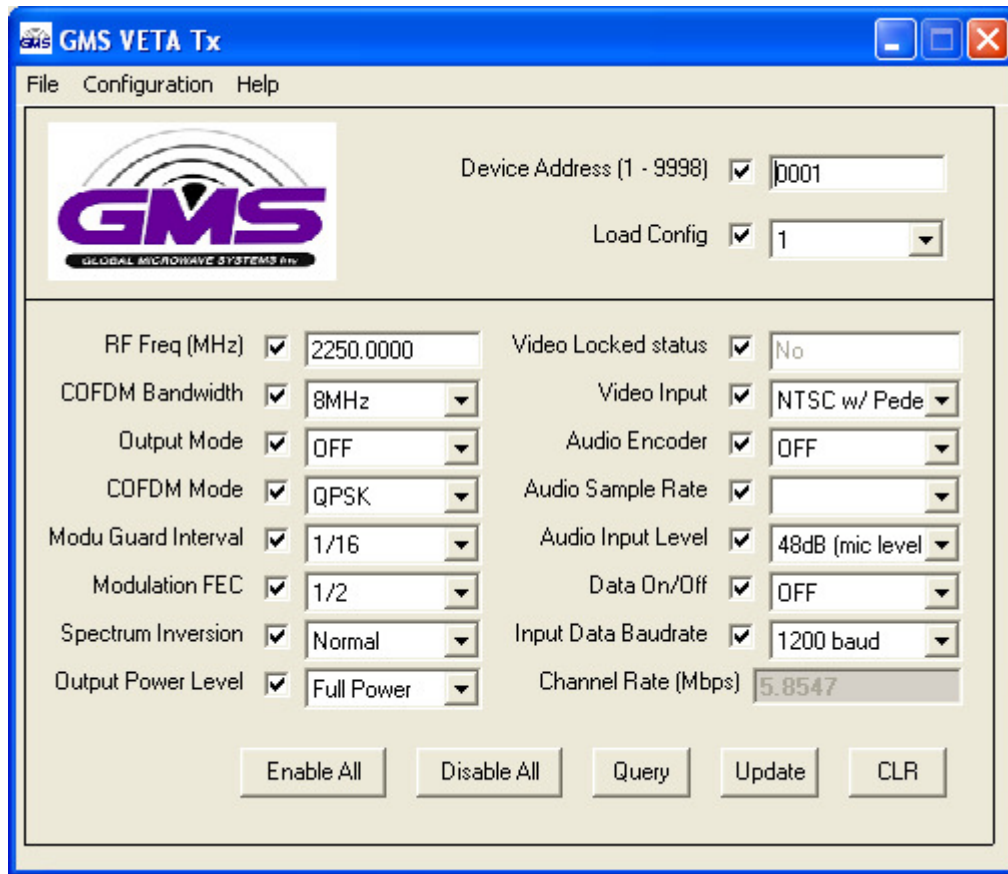 GMS VETA Tx
File Configuration Help
GMS
GLOBAL MICROWAVE SYSTEMS Inc
Device Address (1 - 9998) 0001
Load Config 1
RF Freq (MHz) 2250.0000
COFDM Bandwidth 8MHz
Output Mode OFF
COFDM Mode QPSK
Modu Guard Interval 1/16
Modulation FEC 1/2
Spectrum Inversion Normal
Output Power Level Full Power
Video Locked status No
Video Input NTSC w/ Pede
Audio Encoder OFF
Audio Sample Rate
Audio Input Level 48dB (mic level
Data On/Off OFF
Input Data Baudrate 1200 baud
Channel Rate (Mbps) 5.8547
Enable All Disable All Query Update CLR